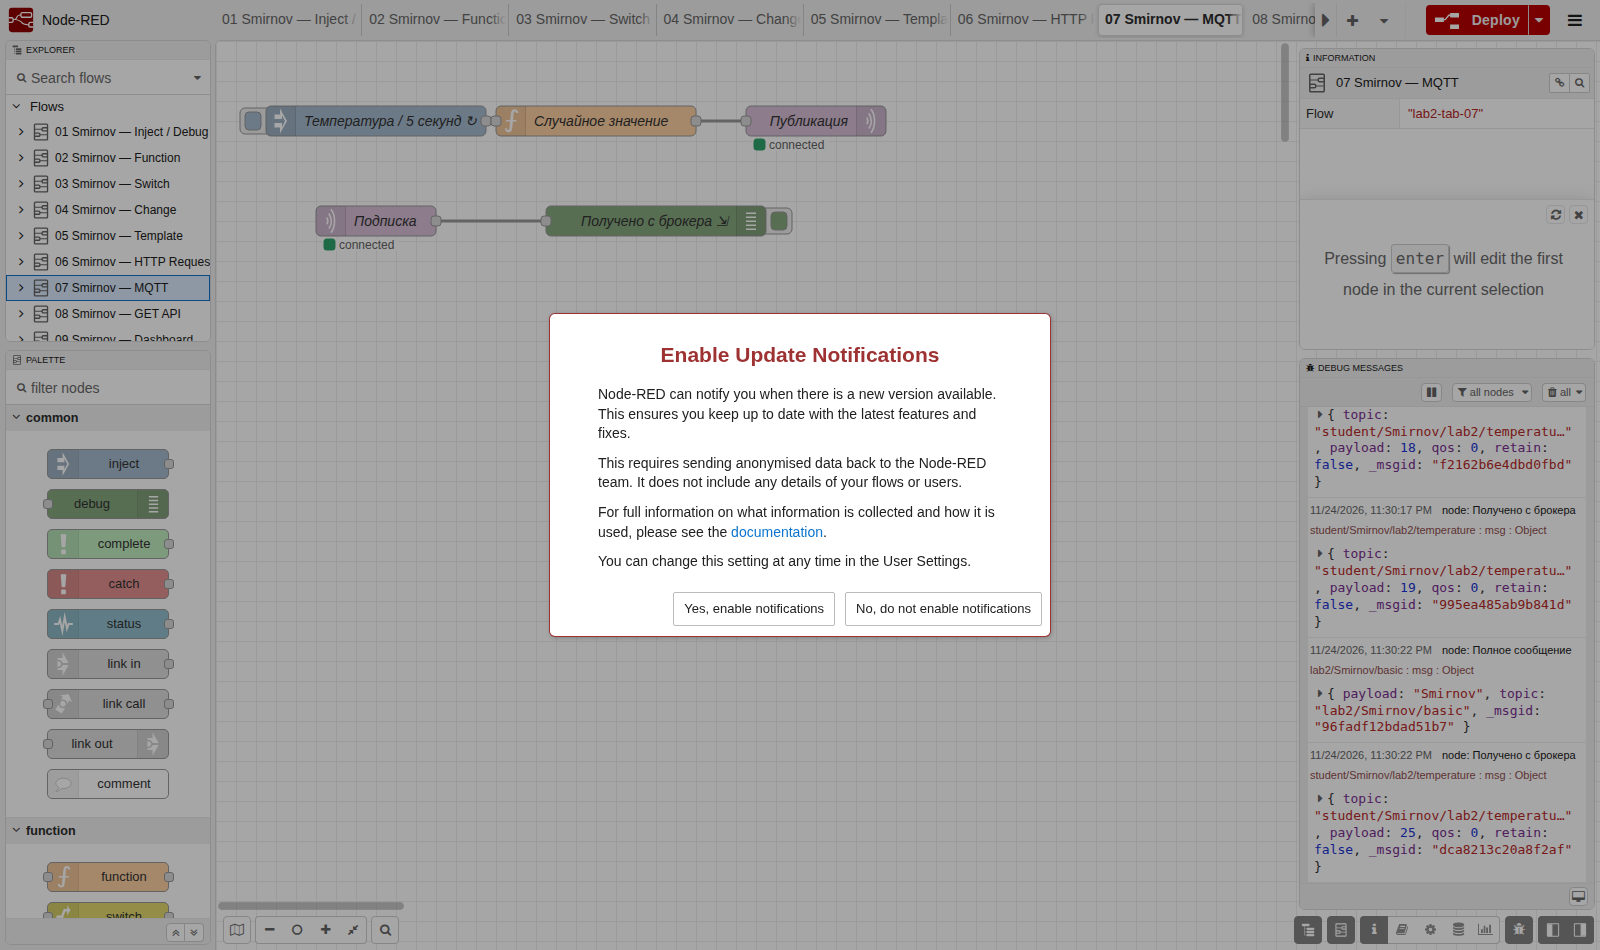 Node-RED
01 Smirnov — Inject /
02 Smirnov — Functi
03 Smirnov — Switch
04 Smirnov — Chang
05 Smirnov — Templa
06 Smirnov — HTTP
07 Smirnov — MQTT
08 Smirno
Deploy
EXPLORER
Search flows
Flows
01 Smirnov — Inject / Debug
02 Smirnov — Function
03 Smirnov — Switch
04 Smirnov — Change
05 Smirnov — Template
06 Smirnov — HTTP Reques
07 Smirnov — MQTT
08 Smirnov — GET API
09 Smirnov — Dashboard
PALETTE
filter nodes
common
inject
debug
complete
catch
status
link in
link call
link out
comment
function
function
switch
Температура / 5 секунд ↻
Случайное значение
Публикация
connected
Подписка
Получено с брокера ⇲
connected
Enable Update Notifications
Node-RED can notify you when there is a new version available.
This ensures you keep up to date with the latest features and
fixes.
This requires sending anonymised data back to the Node-RED
team. It does not include any details of your flows or users.
For full information on what information is collected and how it is
used, please see the documentation.
You can change this setting at any time in the User Settings.
Yes, enable notifications
No, do not enable notifications
INFORMATION
07 Smirnov — MQTT
Flow "lab2-tab-07"
Pressing enter will edit the first
node in the current selection
DEBUG MESSAGES
all nodes
all
{ topic:
"student/Smirnov/lab2/temperatu…"
, payload: 18, qos: 0, retain:
false, _msgid: "f2162b6e4dbd0fbd"
}
11/24/2026, 11:30:17 PM node: Получено с брокера
student/Smirnov/lab2/temperature : msg : Object
{ topic:
"student/Smirnov/lab2/temperatu…"
, payload: 19, qos: 0, retain:
false, _msgid: "995ea485ab9b841d"
}
11/24/2026, 11:30:22 PM node: Полное сообщение
lab2/Smirnov/basic : msg : Object
{ payload: "Smirnov", topic:
"lab2/Smirnov/basic", _msgid:
"96fadf12bdad51b7" }
11/24/2026, 11:30:22 PM node: Получено с брокера
student/Smirnov/lab2/temperature : msg : Object
{ topic:
"student/Smirnov/lab2/temperatu…"
, payload: 25, qos: 0, retain:
false, _msgid: "dca8213c20a8f2af"
}